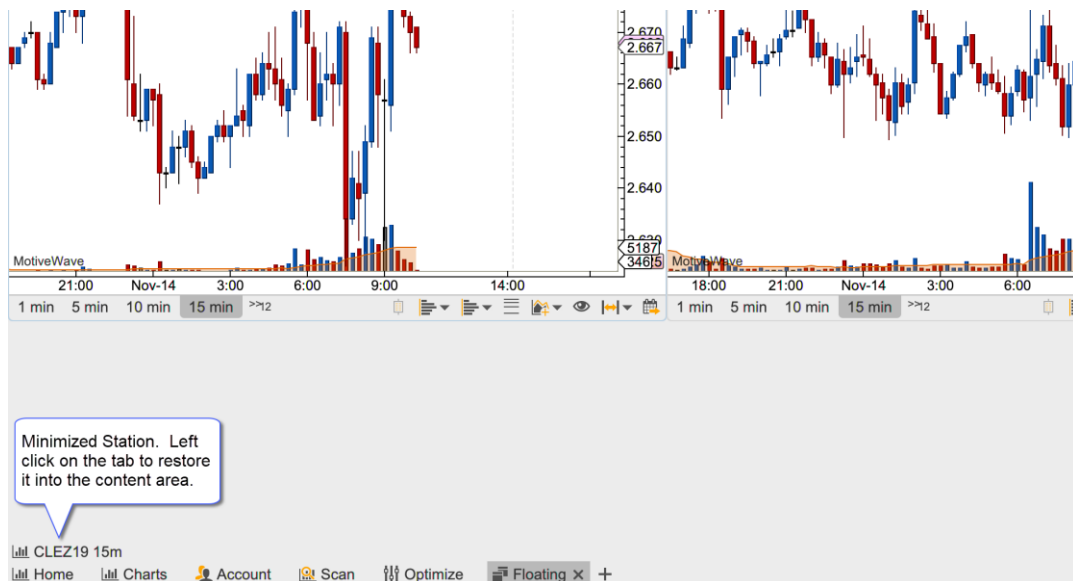 2.670
2.667
2.660
2.650
2.640
5187
346.5
MotiveWave
21:00 Nov-14 3:00 6:00 9:00 14:00
1 min 5 min 10 min 15 min >>12
MotiveWave
18:00 21:00 Nov-14 3:00 6:00
1 min 5 min 10 min 15 min >>12
Minimized Station. Left
click on the tab to restore
it into the content area.
CLEZ19 15m
Home Charts Account Scan Optimize Floating × +